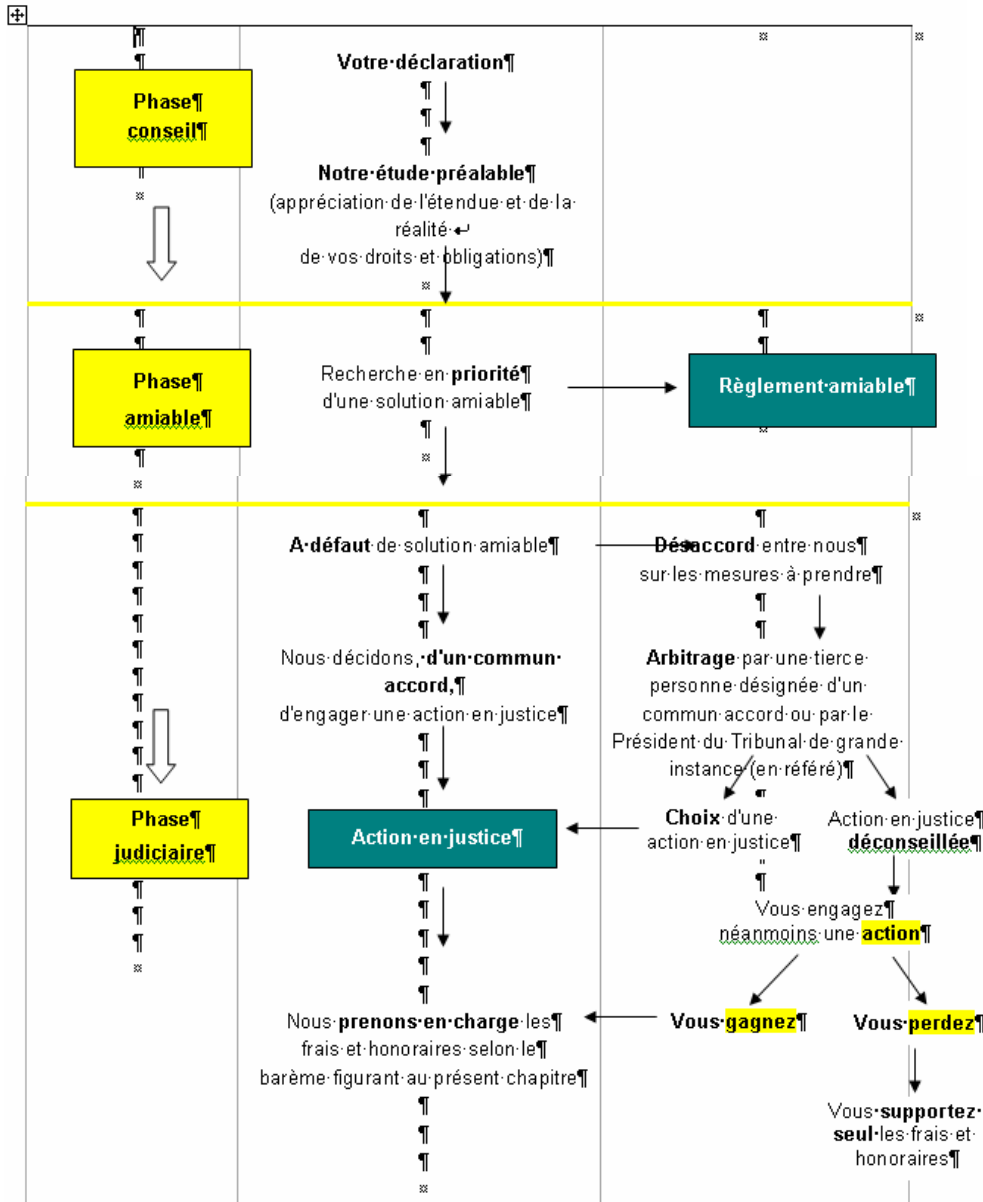 Votre déclaration
Phase
conseil
Notre étude préalable
(appréciation de l'étendue et de la
réalité
de vos droits et obligations)
Phase
amiable
Recherche en priorité
d'une solution amiable
Règlement amiable
A défaut de solution amiable
Désaccord entre nous
sur les mesures à prendre
Nous décidons, d'un commun
accord,
d'engager une action en justice
Arbitrage par une tierce
personne désignée d'un
commun accord ou par le
Président du Tribunal de grande
instance (en référé)
Phase
judiciaire
Action en justice
Choix d'une
action en justice
Action en justice
déconseillée
Vous engagez
néanmoins une action
Nous prenons en charge les
frais et honoraires selon le
barème figurant au présent chapitre
Vous gagnez
Vous perdez
Vous supportez
seul les frais et
honoraires